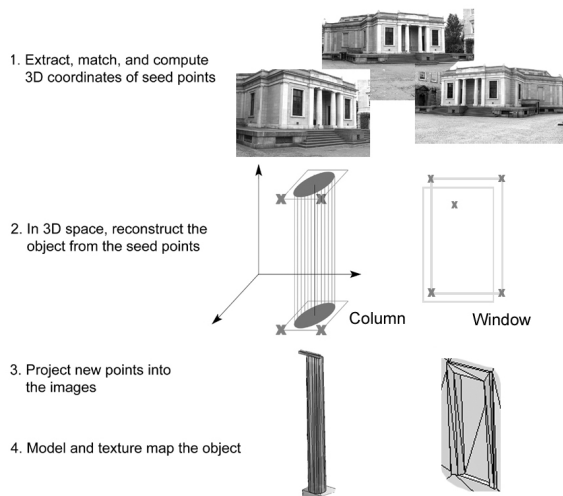 1. Extract, match, and compute
3D coordinates of seed points
2. In 3D space, reconstruct the
object from the seed points
Column
Window
3. Project new points into
the images
4. Model and texture map the object